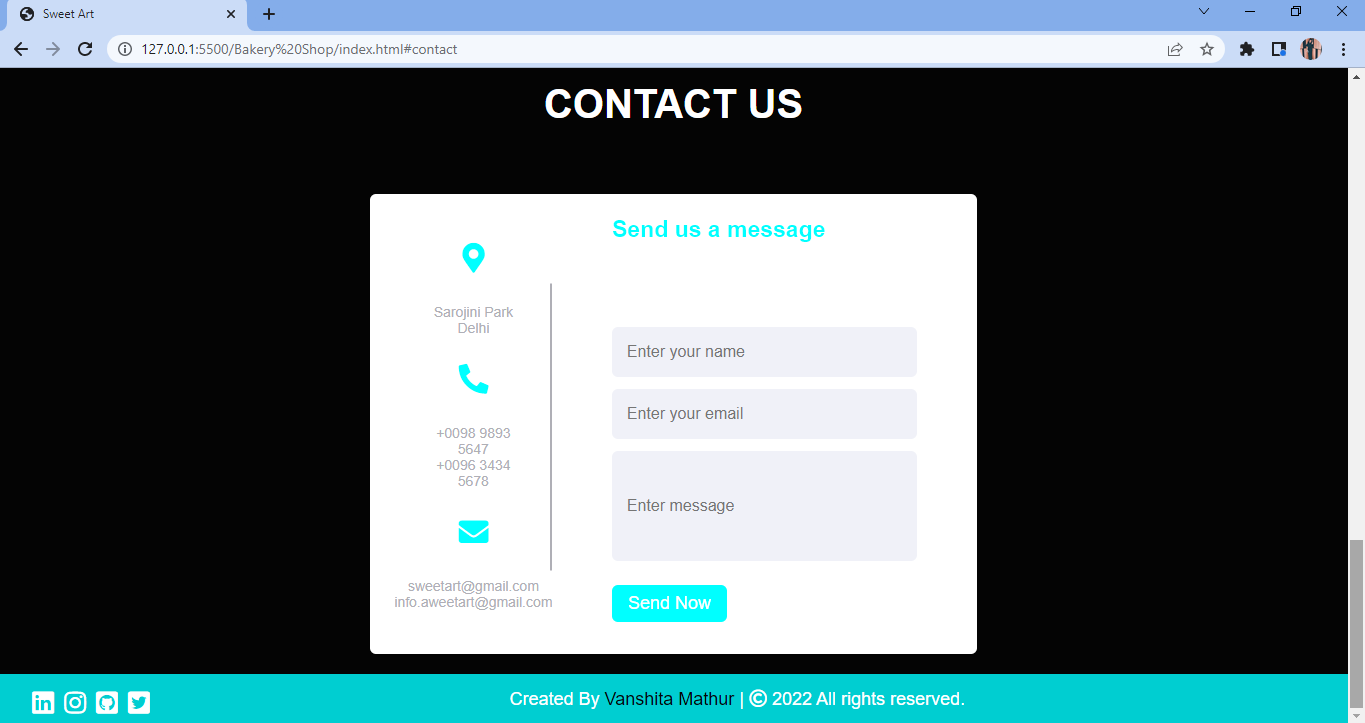 Sweet Art
127.0.0.1:5500/Bakery%20Shop/index.html#contact
CONTACT US
Sarojini Park
Delhi
+0098 9893
5647
+0096 3434
5678
sweetart@gmail.com
info.aweetart@gmail.com
Send us a message
Enter your name
Enter your email
Enter message
Send Now
Created By Vanshita Mathur | © 2022 All rights reserved.